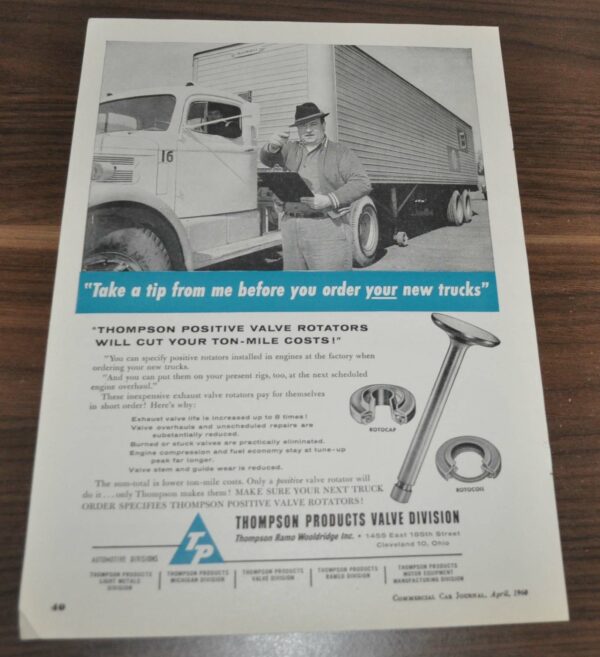 16
"Take a tip from me before you order your new trucks"
"THOMPSON POSITIVE VALVE ROTATORS
WILL CUT YOUR TON-MILE COSTS!"
"You can specify positive rotators installed in engines at the factory when
ordering your new trucks.
"And you can put them on your present rigs, too, at the next scheduled
engine overhaul."
These inexpensive exhaust valve rotators pay for themselves
in short order! Here's why:
Exhaust valve life is increased up to 8 times!
Valve overhauls and unscheduled repairs are
substantially reduced.
Burned or stuck valves are practically eliminated.
Engine compression and fuel economy stay at tune-up
peak far longer.
Valve stem and guide wear is reduced.
The sum-total is lower ton-mile costs. Only a positive valve rotator will
do it...only Thompson makes them! MAKE SURE YOUR NEXT TRUCK
ORDER SPECIFIES THOMPSON POSITIVE VALVE ROTATORS!
ROTOCAP
ROTOCOIL
TP
THOMPSON PRODUCTS VALVE DIVISION
Thompson Ramo Wooldridge Inc. • 1455 East 185th Street
Cleveland 10, Ohio
AUTOMOTIVE DIVISIONS
THOMPSON PRODUCTS
LIGHT METALS
DIVISION
THOMPSON PRODUCTS
MICHIGAN DIVISION
THOMPSON PRODUCTS
VALVE DIVISION
THOMPSON PRODUCTS
RAMCO DIVISION
THOMPSON PRODUCTS
MOTOR EQUIPMENT
MANUFACTURING DIVISION
40
COMMERCIAL CAR JOURNAL, April, 1960